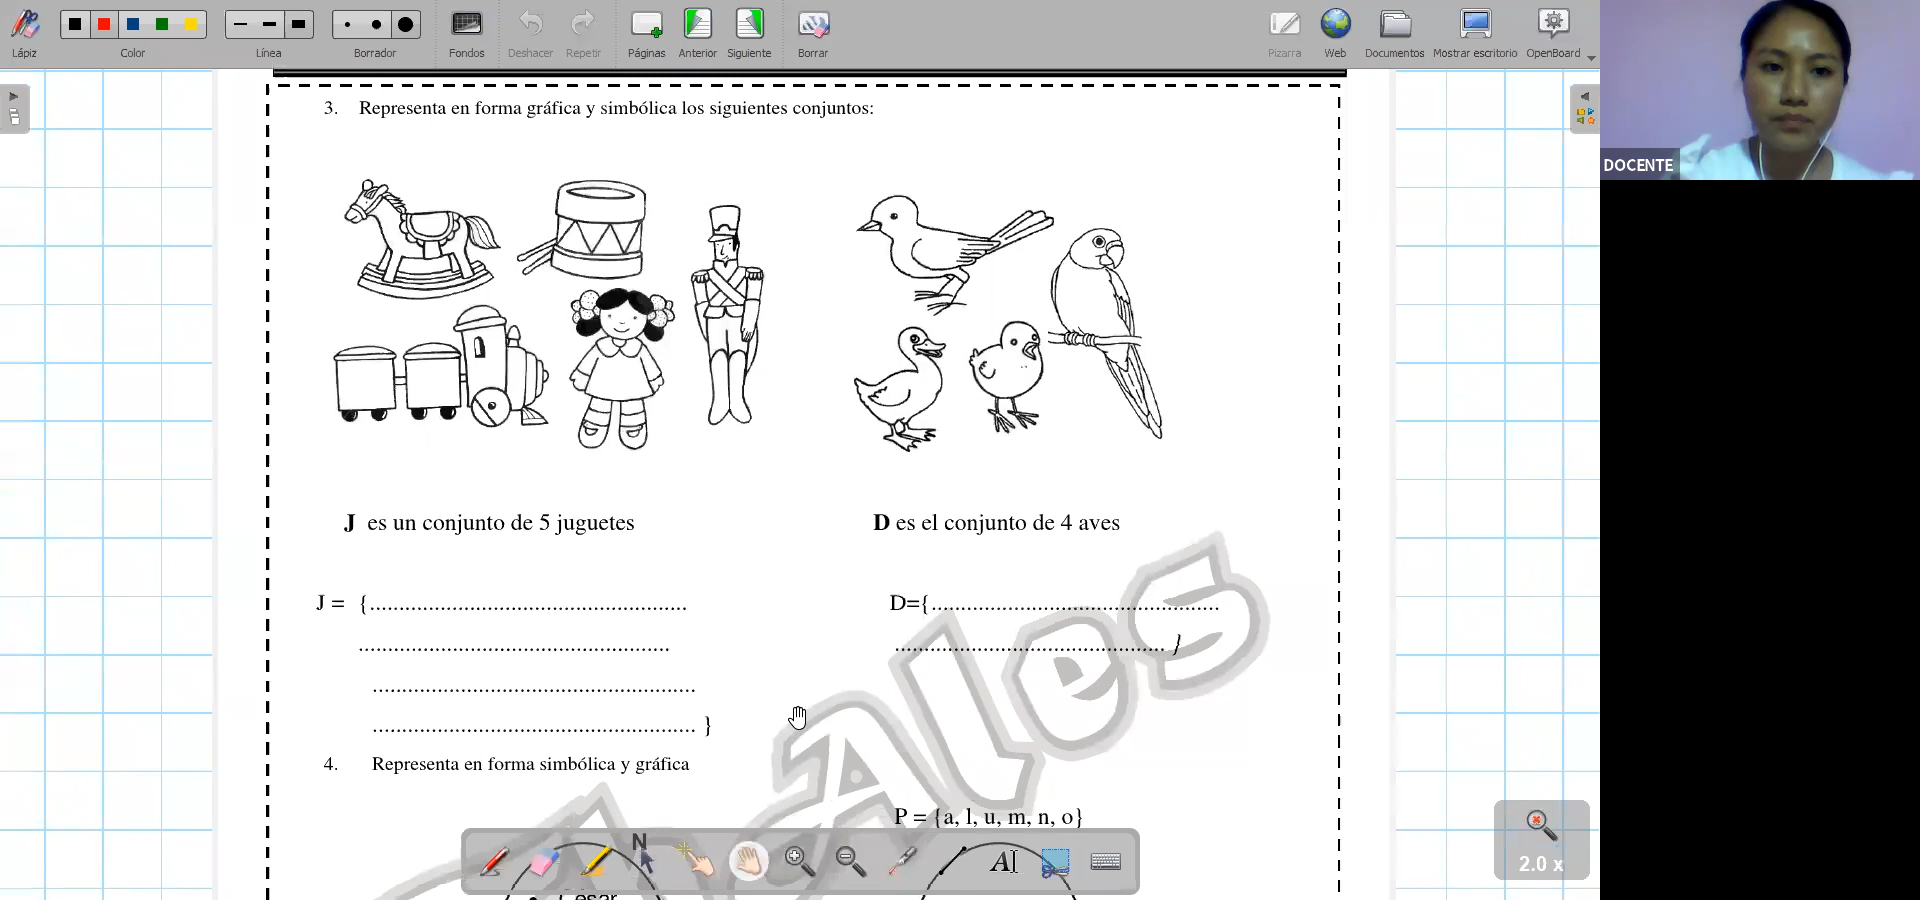 Lápiz
Color
Línea
Borrador
Fondos
Deshacer
Repetir
Páginas
Anterior
Siguiente
Borrar
Pizarra
Web
Documentos
Mostrar escritorio
OpenBoard
DOCENTE
3. Representa en forma gráfica y simbólica los siguientes conjuntos:
J es un conjunto de 5 juguetes
D es el conjunto de 4 aves
J = {......................................................
.....................................................
.......................................................
....................................................... }
D={.................................................
.............................................. }
4. Representa en forma simbólica y gráfica
P = {a, l, u, m, n, o}
N
Ales
2.0 x